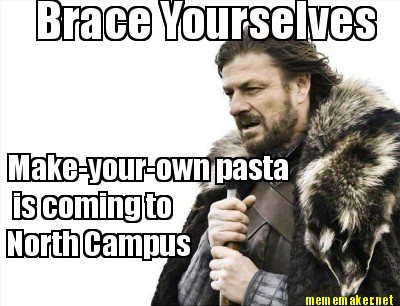 Brace Yourselves
Make-your-own pasta
is coming to
North Campus
mememaker.net